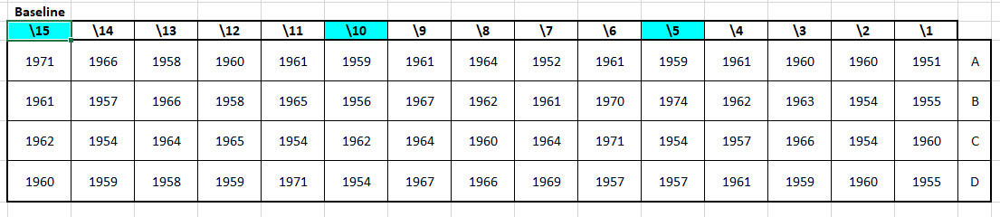 Baseline
\15 \14 \13 \12 \11 \10 \9 \8 \7 \6 \5 \4 \3 \2 \1
1971 1966 1958 1960 1961 1959 1961 1964 1952 1961 1959 1961 1960 1960 1951 A
1961 1957 1966 1958 1965 1956 1967 1962 1961 1970 1974 1962 1963 1954 1955 B
1962 1954 1964 1965 1954 1962 1964 1960 1964 1971 1954 1957 1966 1954 1960 C
1960 1959 1958 1959 1971 1954 1967 1966 1969 1957 1957 1961 1959 1960 1955 D